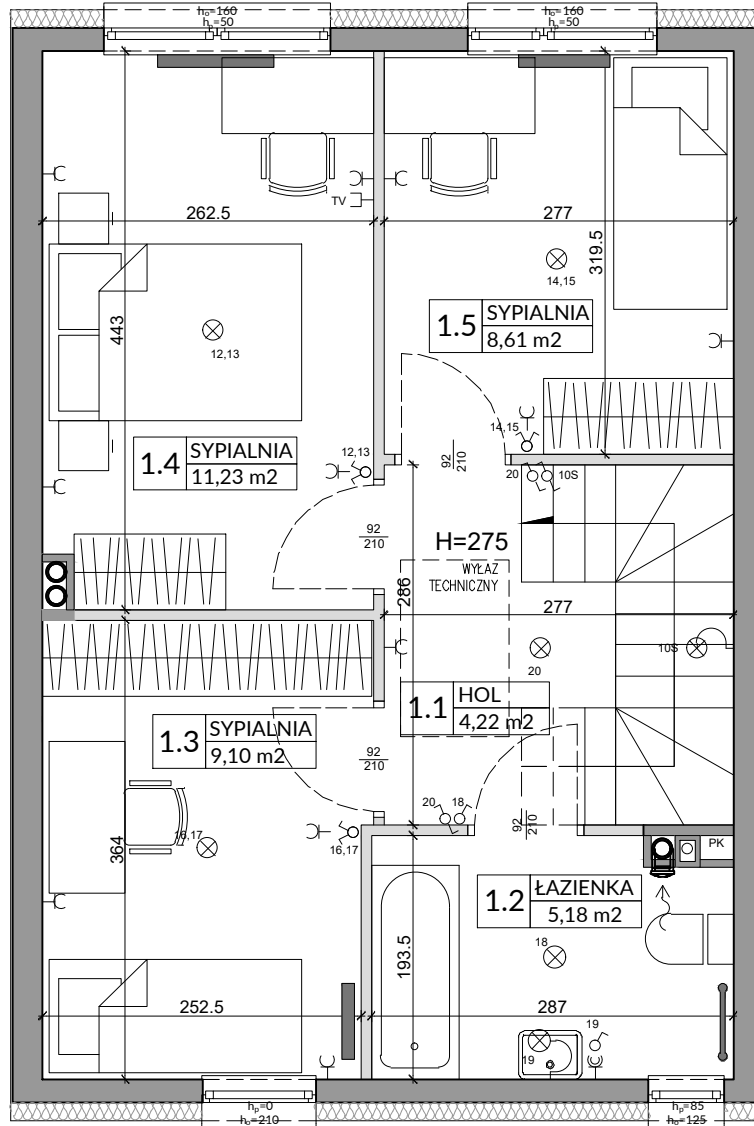 hₒ=160
hₚ=50
hₒ=160
hₚ=50
TV
262.5
277
319.5
14,15
443
12,13
1.5 SYPIALNIA
8,61 m2
14,15
12,13
1.4 SYPIALNIA
11,23 m2
92
210
20
10S
92
210
H=275
WYŁAZ
TECHNICZNY
286
277
20
10S
1.1 HOL
4,22 m2
1.3 SYPIALNIA
9,10 m2
92
210
20
18
92
210
16,17
16,17
364
PK
1.2 ŁAZIENKA
5,18 m2
18
193.5
252.5
287
19
19
hₚ=0
hₒ=210
hₚ=85
hₒ=125